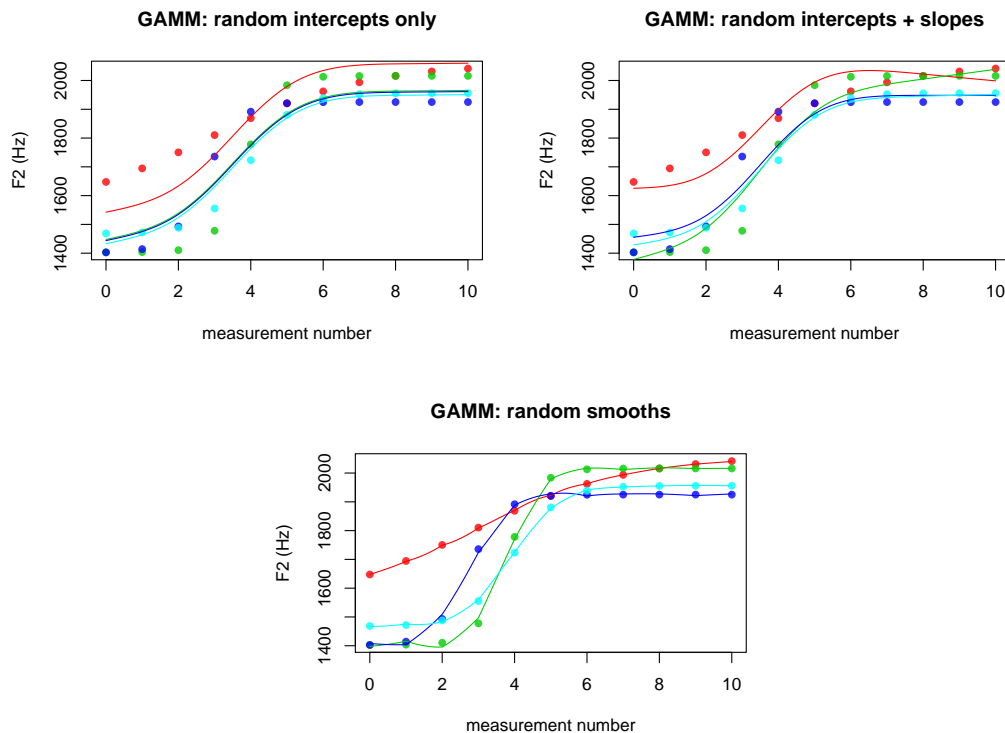 GAMM: random intercepts only
F2 (Hz)
2000
1800
1600
1400
0 2 4 6 8 10
measurement number
GAMM: random intercepts + slopes
F2 (Hz)
2000
1800
1600
1400
0 2 4 6 8 10
measurement number
GAMM: random smooths
F2 (Hz)
2000
1800
1600
1400
0 2 4 6 8 10
measurement number